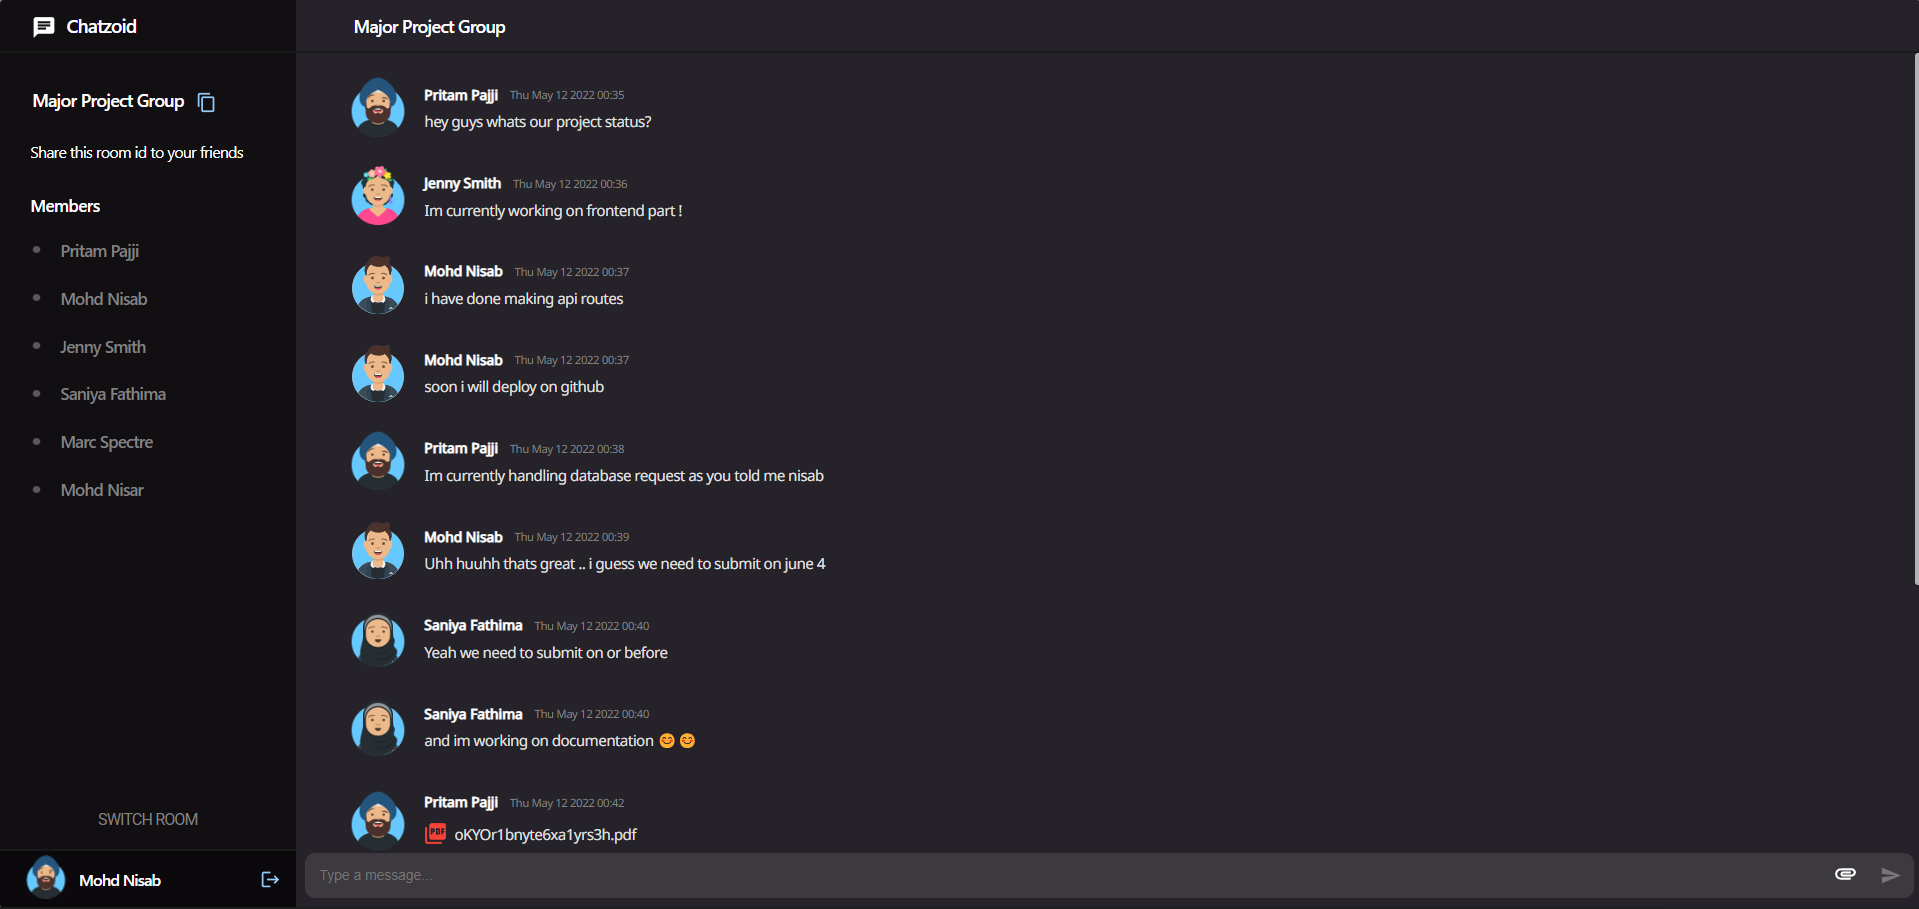 Chatzoid
Major Project Group
Share this room id to your friends
Members
Pritam Pajji
Mohd Nisab
Jenny Smith
Saniya Fathima
Marc Spectre
Mohd Nisar
SWITCH ROOM
Mohd Nisab
Major Project Group
Pritam Pajji Thu May 12 2022 00:35
hey guys whats our project status?
Jenny Smith Thu May 12 2022 00:36
Im currently working on frontend part !
Mohd Nisab Thu May 12 2022 00:37
i have done making api routes
Mohd Nisab Thu May 12 2022 00:37
soon i will deploy on github
Pritam Pajji Thu May 12 2022 00:38
Im currently handling database request as you told me nisab
Mohd Nisab Thu May 12 2022 00:39
Uhh huuhh thats great .. i guess we need to submit on june 4
Saniya Fathima Thu May 12 2022 00:40
Yeah we need to submit on or before
Saniya Fathima Thu May 12 2022 00:40
and im working on documentation 😊 😊
Pritam Pajji Thu May 12 2022 00:42
PDF oKYOr1bnyte6xa1yrs3h.pdf
Type a message...